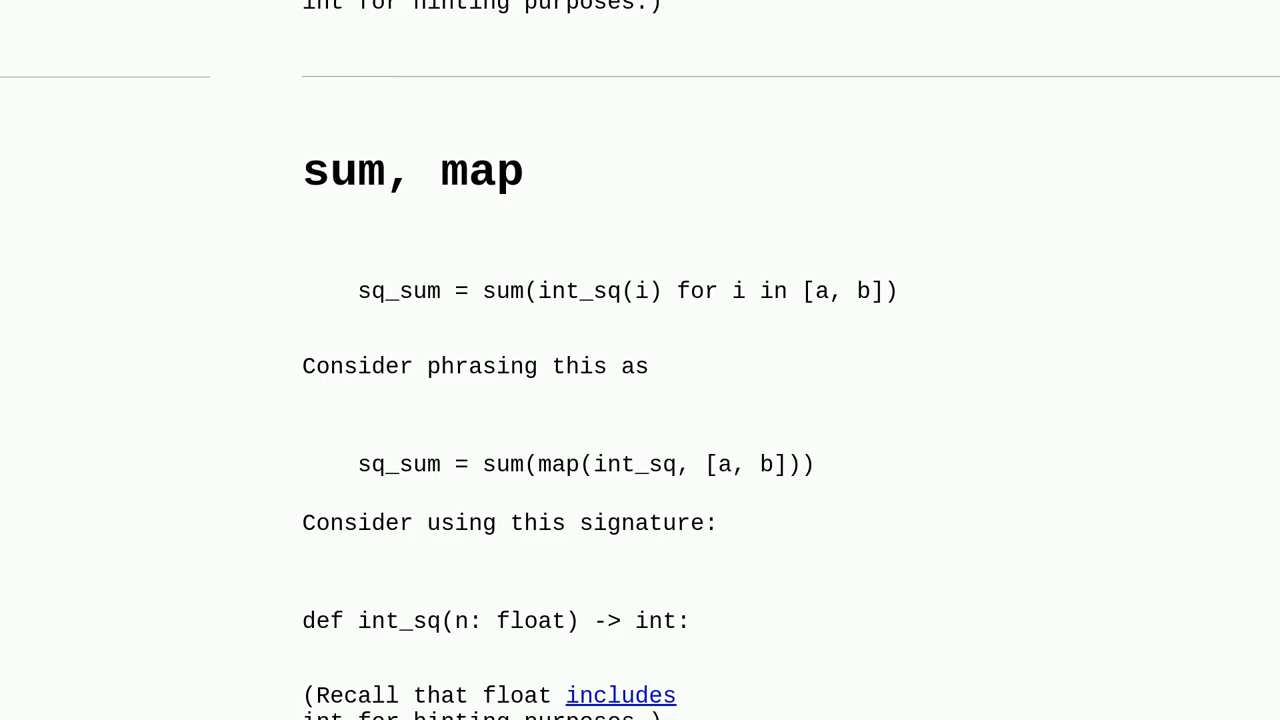 int for hinting purposes.)
sum, map
sq_sum = sum(int_sq(i) for i in [a, b])
Consider phrasing this as
sq_sum = sum(map(int_sq, [a, b]))
Consider using this signature:
def int_sq(n: float) -> int:
(Recall that float includes
int for hinting purposes.)